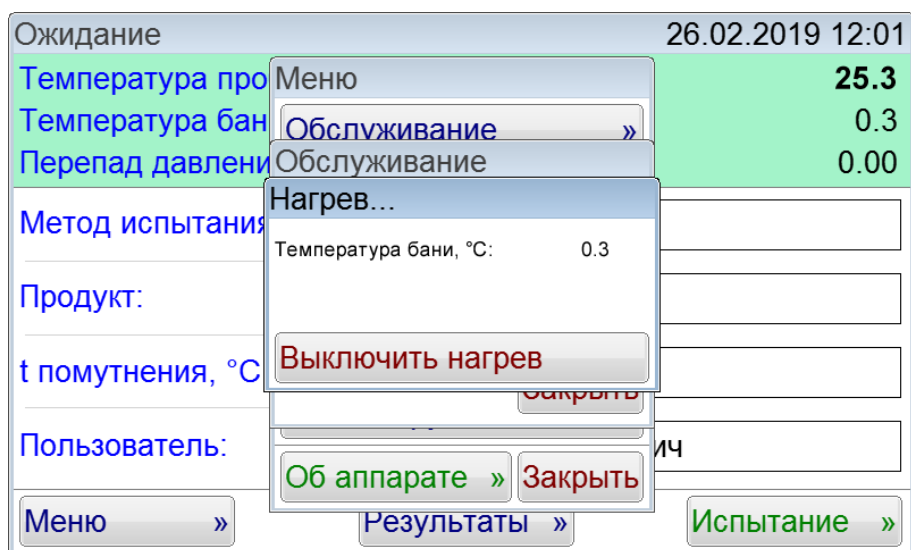 Ожидание 26.02.2019 12:01
Температура про 25.3
Температура бан 0.3
Перепад давлени 0.00
Меню
Обслуживание »
Обслуживание
Нагрев...
Температура бани, °C: 0.3
Выключить нагрев
Закрыть
Метод испытания
Продукт:
t помутнения, °C
Пользователь: ич
Об аппарате » Закрыть
Меню » Результаты » Испытание »